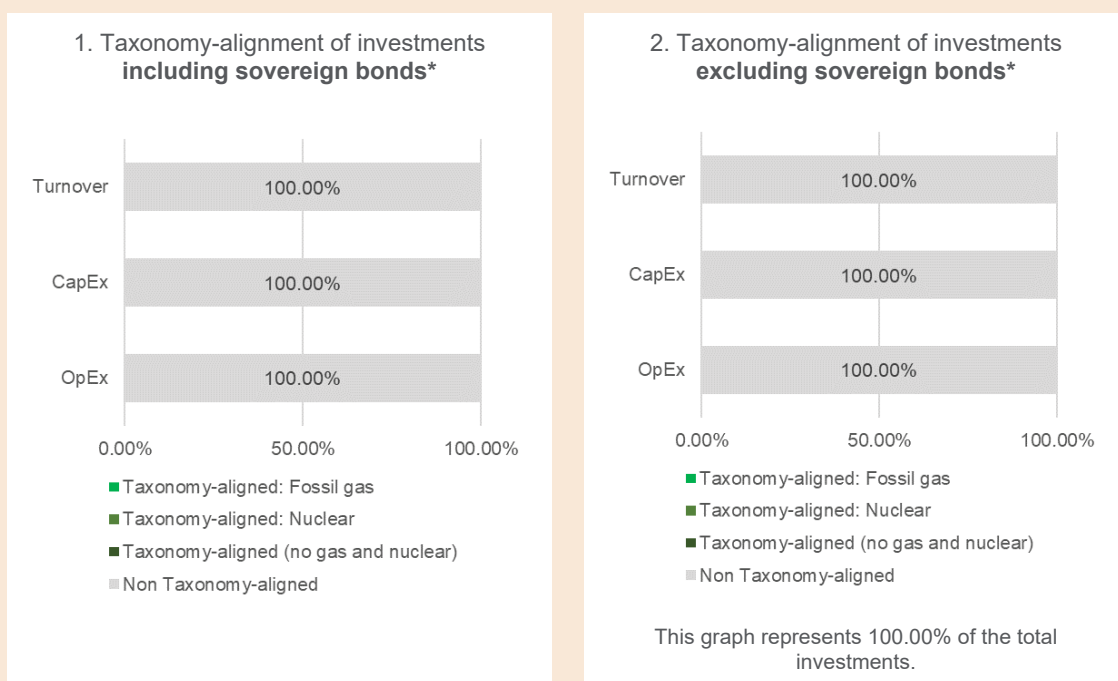 1. Taxonomy-alignment of investments
including sovereign bonds*
Turnover
100.00%
CapEx
100.00%
OpEx
100.00%
0.00%
50.00%
100.00%
Taxonomy-aligned: Fossil gas
Taxonomy-aligned: Nuclear
Taxonomy-aligned (no gas and nuclear)
Non Taxonomy-aligned
2. Taxonomy-alignment of investments
excluding sovereign bonds*
Turnover
100.00%
CapEx
100.00%
OpEx
100.00%
0.00%
50.00%
100.00%
Taxonomy-aligned: Fossil gas
Taxonomy-aligned: Nuclear
Taxonomy-aligned (no gas and nuclear)
Non Taxonomy-aligned
This graph represents 100.00% of the total
investments.